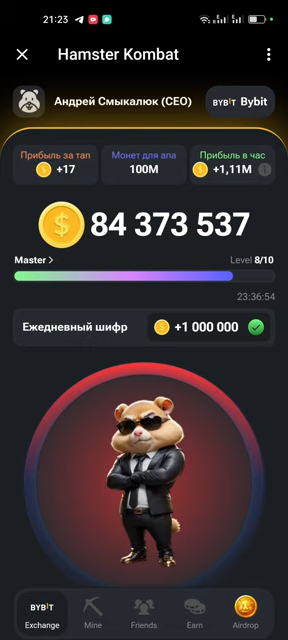 21:23
Hamster Kombat
Андрей Смыкалюк (CEO)
BYBIT Bybit
Прибыль за тап
Монет для апа
Прибыль в час
+17
100M
+1,11M
84 373 537
Master >
Level 8/10
23:36:54
Ежедневный шифр
+1 000 000
BYBIT
Exchange
Mine
Friends
Earn
Airdrop